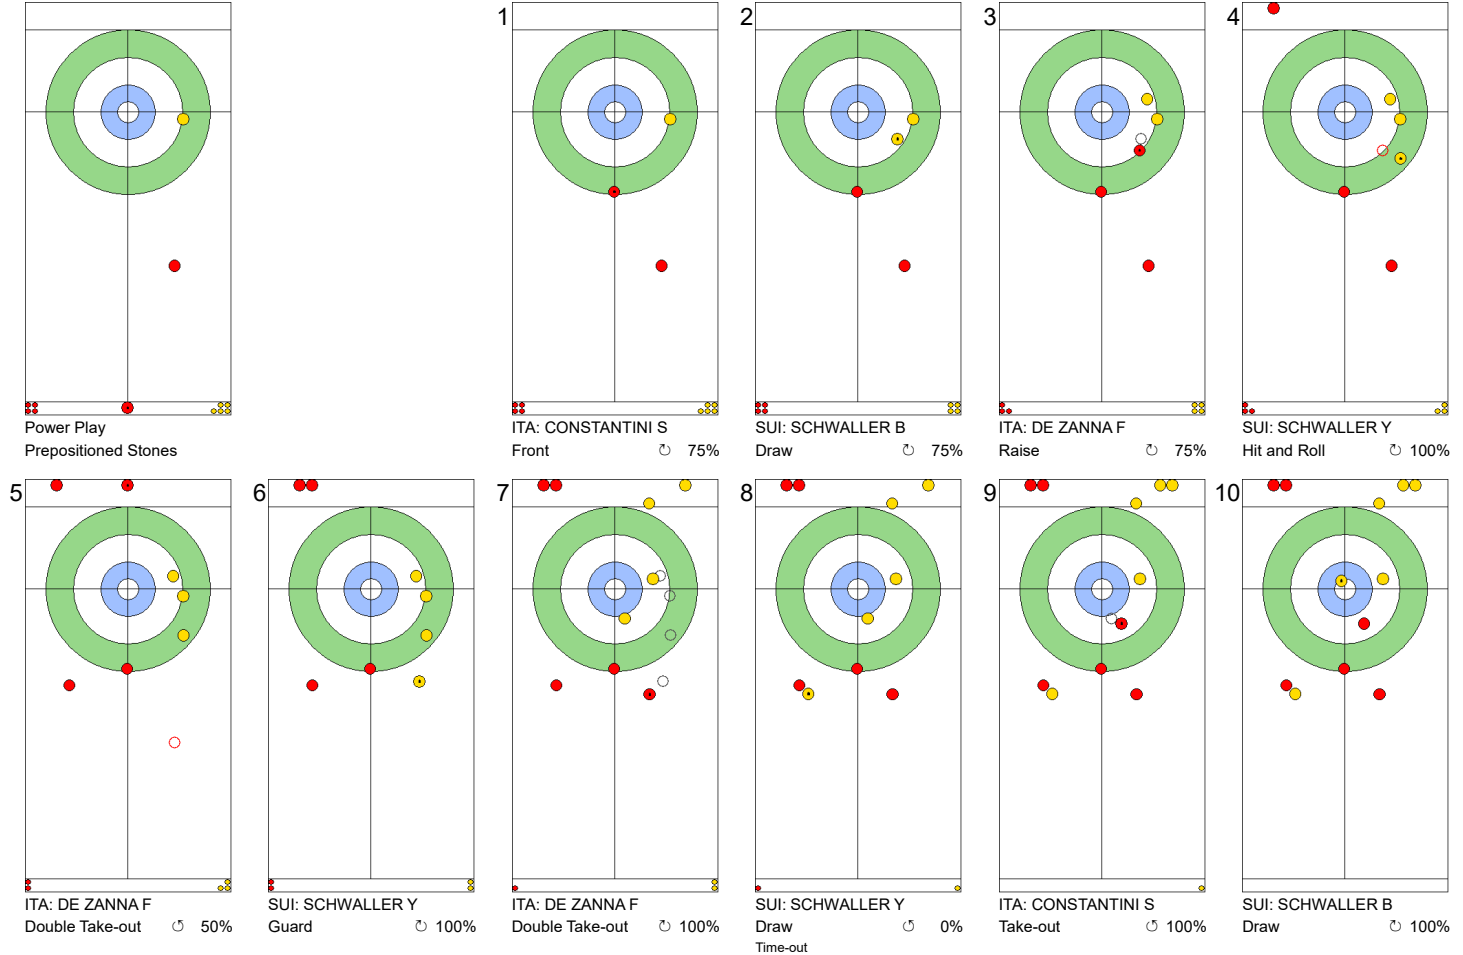 1
2
3
4
Power Play
Prepositioned Stones
ITA: CONSTANTINI S
Front ↻ 75%
SUI: SCHWALLER B
Draw ↻ 75%
ITA: DE ZANNA F
Raise ↻ 75%
SUI: SCHWALLER Y
Hit and Roll ↻ 100%
5
6
7
8
9
10
ITA: DE ZANNA F
Double Take-out ↺ 50%
SUI: SCHWALLER Y
Guard ↻ 100%
ITA: DE ZANNA F
Double Take-out ↻ 100%
SUI: SCHWALLER Y
Draw ↺ 0%
Time-out
ITA: CONSTANTINI S
Take-out ↺ 100%
SUI: SCHWALLER B
Draw ↺ 100%